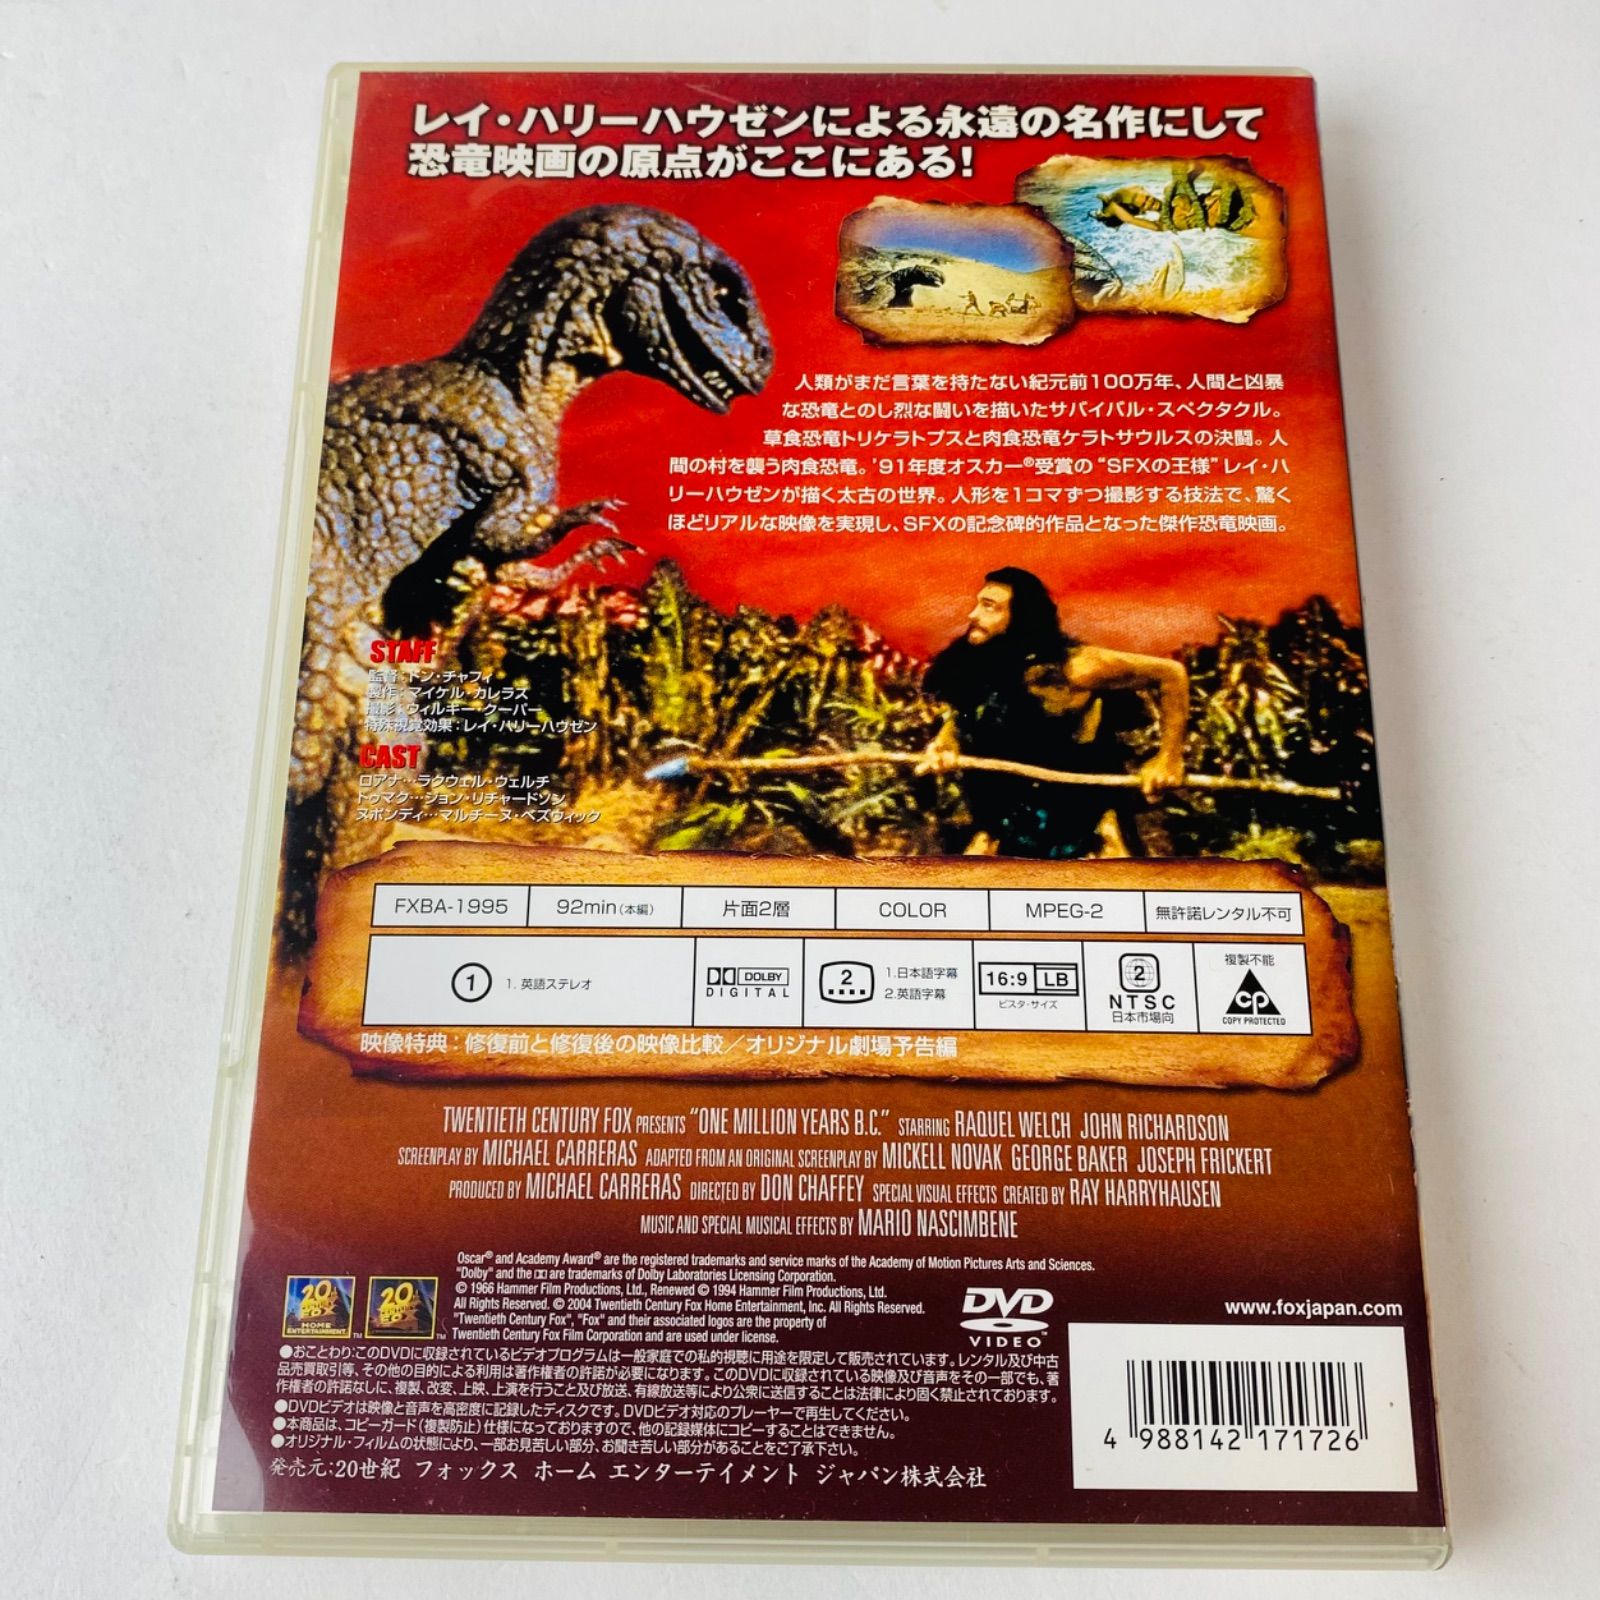 レイ・ハリーハウゼンによる永遠の名作にして
恐竜映画の原点がここにある!
人類がまだ言葉を持たない紀元前100万年、人間と凶暴
な恐竜とのし烈な闘いを描いたサバイバル・スペクタクル。
草食恐竜トリケラトプスと肉食恐竜ケラトサウルスの決闘。人
間の村を襲う肉食恐竜。'91年度オスカー®受賞の“SFXの王様”レイ・ハ
リーハウゼンが描く太古の世界。人形を1コマずつ撮影する技法で、驚く
ほどリアルな映像を実現し、SFXの記念碑的作品となった傑作恐竜映画。
STAFF
監督:ドン・チャフィ
製作:マイケル・カレラス
撮影:ウィルキー・クーパー
特殊視覚効果:レイ・ハリーハウゼン
CAST
ロアナ…ラクウェル・ウェルチ
トゥマク…ジョン・リチャードソン
ヌポンディ…マルチーヌ・ベズウィック
FXBA-1995 92min(本編) 片面2層 COLOR MPEG-2 無許諾レンタル不可
1 1. 英語ステレオ
DOLBY DIGITAL
2 1.日本語字幕
2.英語字幕
16:9 LB
ビスタ・サイズ
2 NTSC
日本市場向
複製不能
CP
COPY PROTECTED
映像特典:修復前と修復後の映像比較/オリジナル劇場予告編
TWENTIETH CENTURY FOX PRESENTS “ONE MILLION YEARS B.C.” STARRING RAQUEL WELCH JOHN RICHARDSON
SCREENPLAY BY MICHAEL CARRERAS ADAPTED FROM AN ORIGINAL SCREENPLAY BY MICKELL NOVAK GEORGE BAKER JOSEPH FRICKERT
PRODUCED BY MICHAEL CARRERAS DIRECTED BY DON CHAFFEY SPECIAL VISUAL EFFECTS CREATED BY RAY HARRYHAUSEN
MUSIC AND SPECIAL MUSICAL EFFECTS BY MARIO NASCIMBENE
Oscar® and Academy Award® are the registered trademarks and service marks of the Academy of Motion Pictures Arts and Sciences.
"Dolby" and the DD are trademarks of Dolby Laboratories Licensing Corporation.
© 1966 Hammer Film Productions, Ltd., Renewed © 1994 Hammer Film Productions, Ltd.
All Rights Reserved. © 2004 Twentieth Century Fox Home Entertainment, Inc. All Rights Reserved.
"Twentieth Century Fox", "Fox" and their associated logos are the property of
Twentieth Century Fox Film Corporation and are used under license.
20th CENTURY FOX HOME ENTERTAINMENT™
20th CENTURY FOX™
DVD VIDEO™
www.foxjapan.com
●おことわり:このDVDに収録されているビデオプログラムは一般家庭での私的視聴に用途を限定して販売されています。レンタル及び中古
品売買取引等、その他の目的による利用は著作権者の許諾が必要になります。このDVDに収録されている映像及び音声をその一部でも、著
作権者の許諾なしに、複製、改変、上映、上演を行うこと及び放送、有線放送等により公衆に送信することは法律により固く禁止されております。
●DVDビデオは映像と音声を高密度に記録したディスクです。DVDビデオ対応のプレーヤーで再生してください。
●本商品は、コピーガード(複製防止)仕様になっておりますので、他の記録媒体にコピーすることはできません。
●オリジナル・フィルムの状態により、一部お見苦しい部分、お聞き苦しい部分があることをご了承下さい。
発売元:20世紀 フォックス ホーム エンターテイメント ジャパン株式会社
4 988142 171726